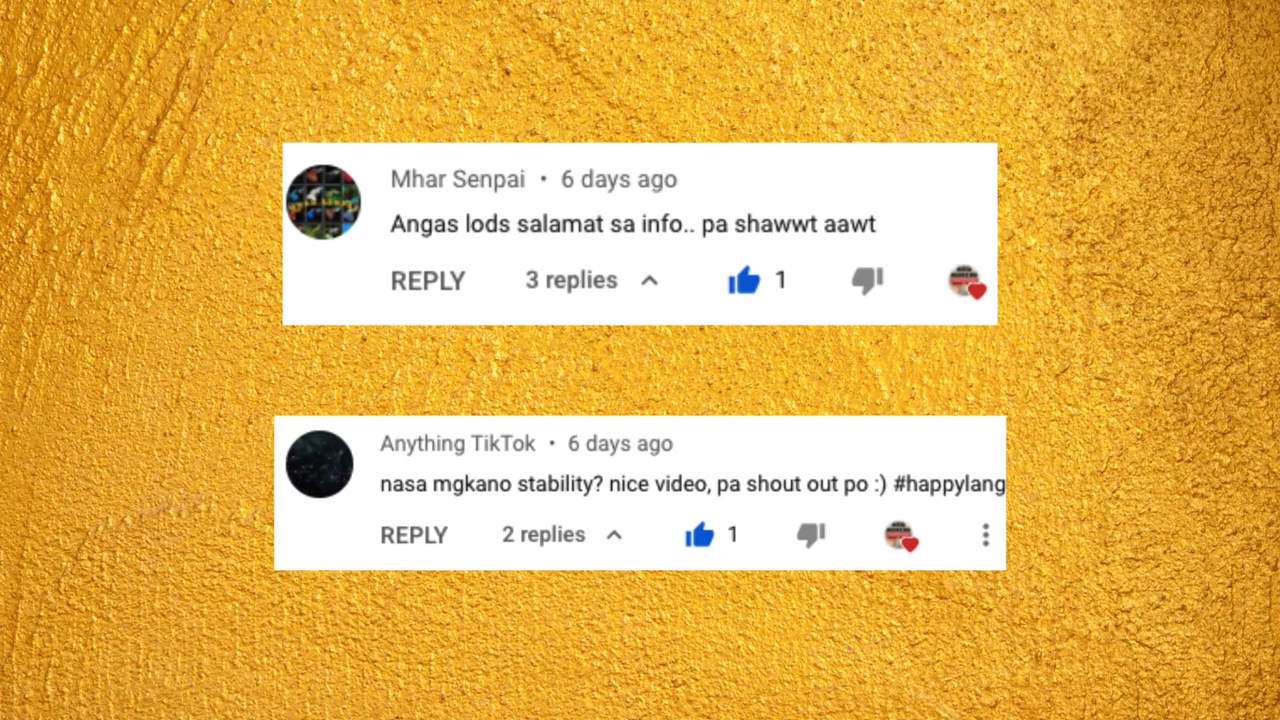 Mhar Senpai • 6 days ago
Angas lods salamat sa info.. pa shawwt aawt
REPLY 3 replies 1
Anything TikTok • 6 days ago
nasa mgkano stability? nice video, pa shout out po :) #happylang
REPLY 2 replies 1